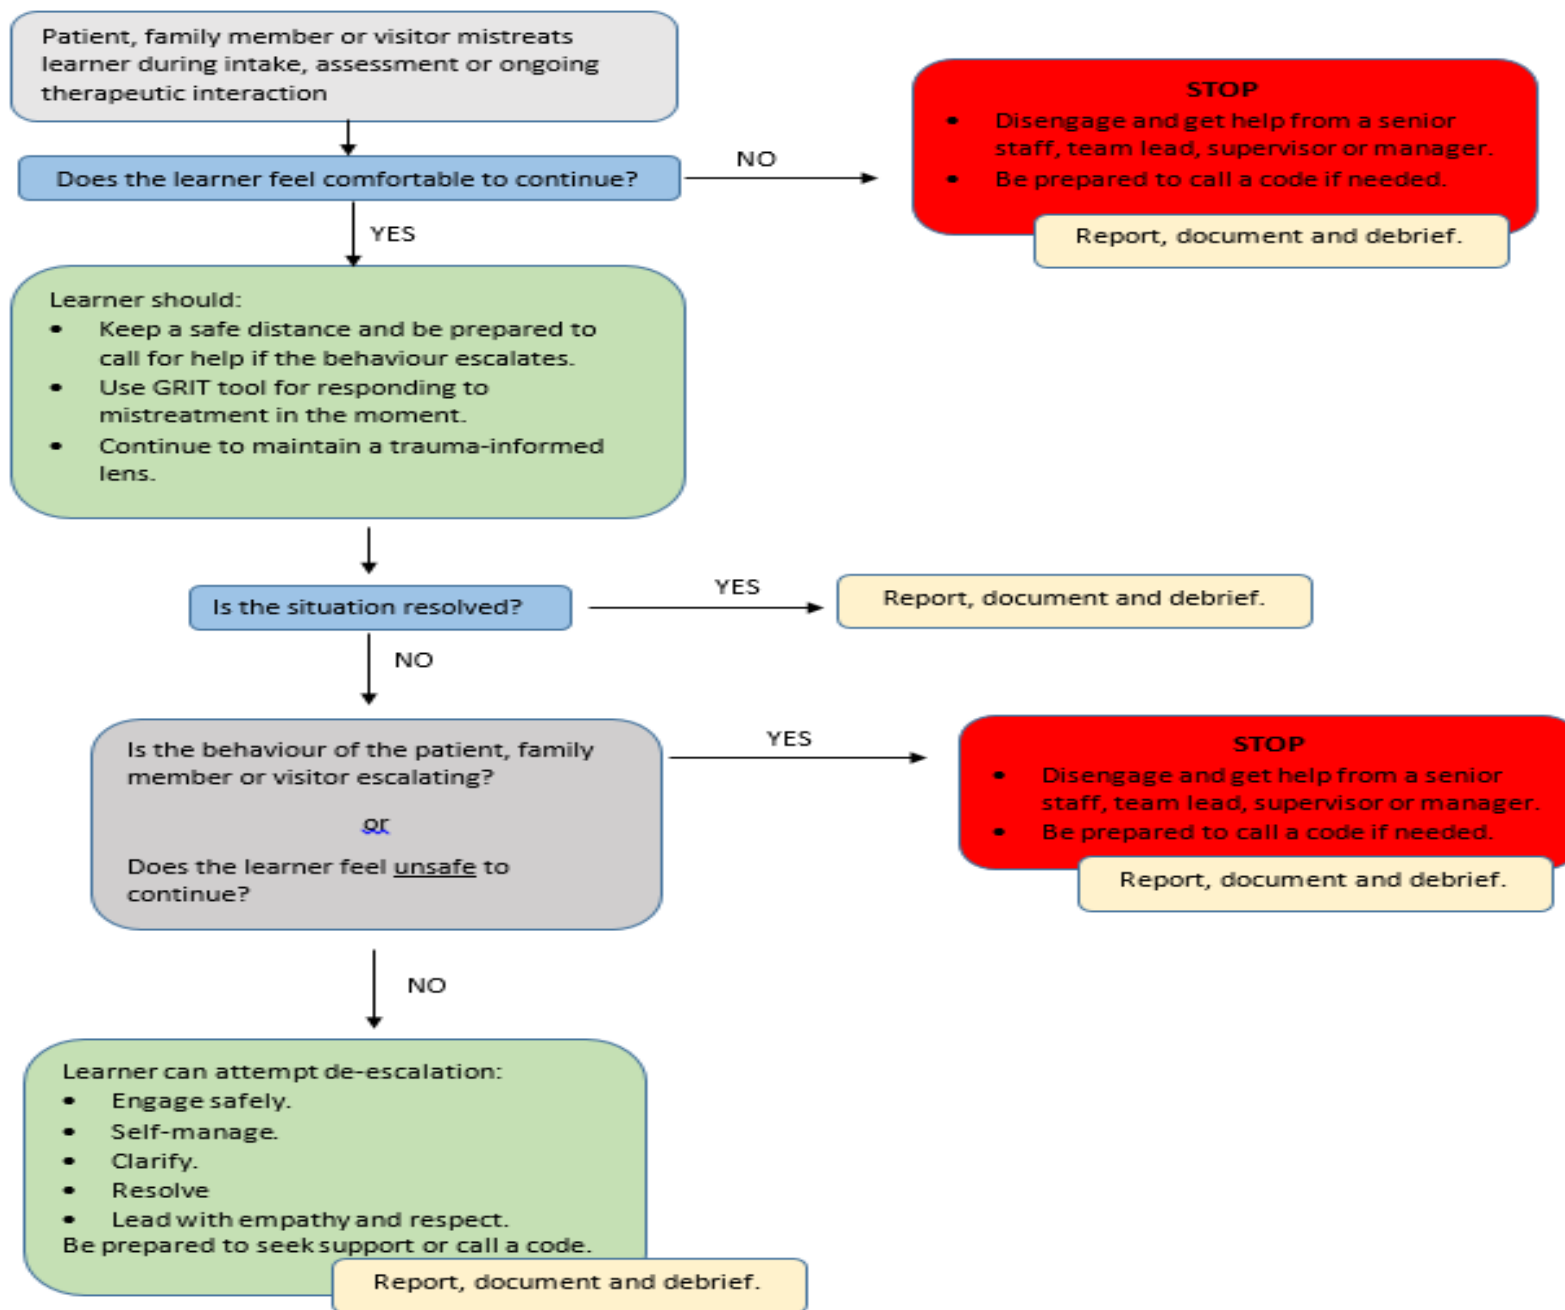 Patient, family member or visitor mistreats
learner during intake, assessment or ongoing
therapeutic interaction
Does the learner feel comfortable to continue?
NO
STOP
• Disengage and get help from a senior
staff, team lead, supervisor or manager.
• Be prepared to call a code if needed.
Report, document and debrief.
YES
Learner should:
• Keep a safe distance and be prepared to
call for help if the behaviour escalates.
• Use GRIT tool for responding to
mistreatment in the moment.
• Continue to maintain a trauma-informed
lens.
Is the situation resolved?
YES
Report, document and debrief.
NO
Is the behaviour of the patient, family
member or visitor escalating?
or
Does the learner feel unsafe to
continue?
YES
STOP
• Disengage and get help from a senior
staff, team lead, supervisor or manager.
• Be prepared to call a code if needed.
Report, document and debrief.
NO
Learner can attempt de-escalation:
• Engage safely.
• Self-manage.
• Clarify.
• Resolve
• Lead with empathy and respect.
Be prepared to seek support or call a code.
Report, document and debrief.